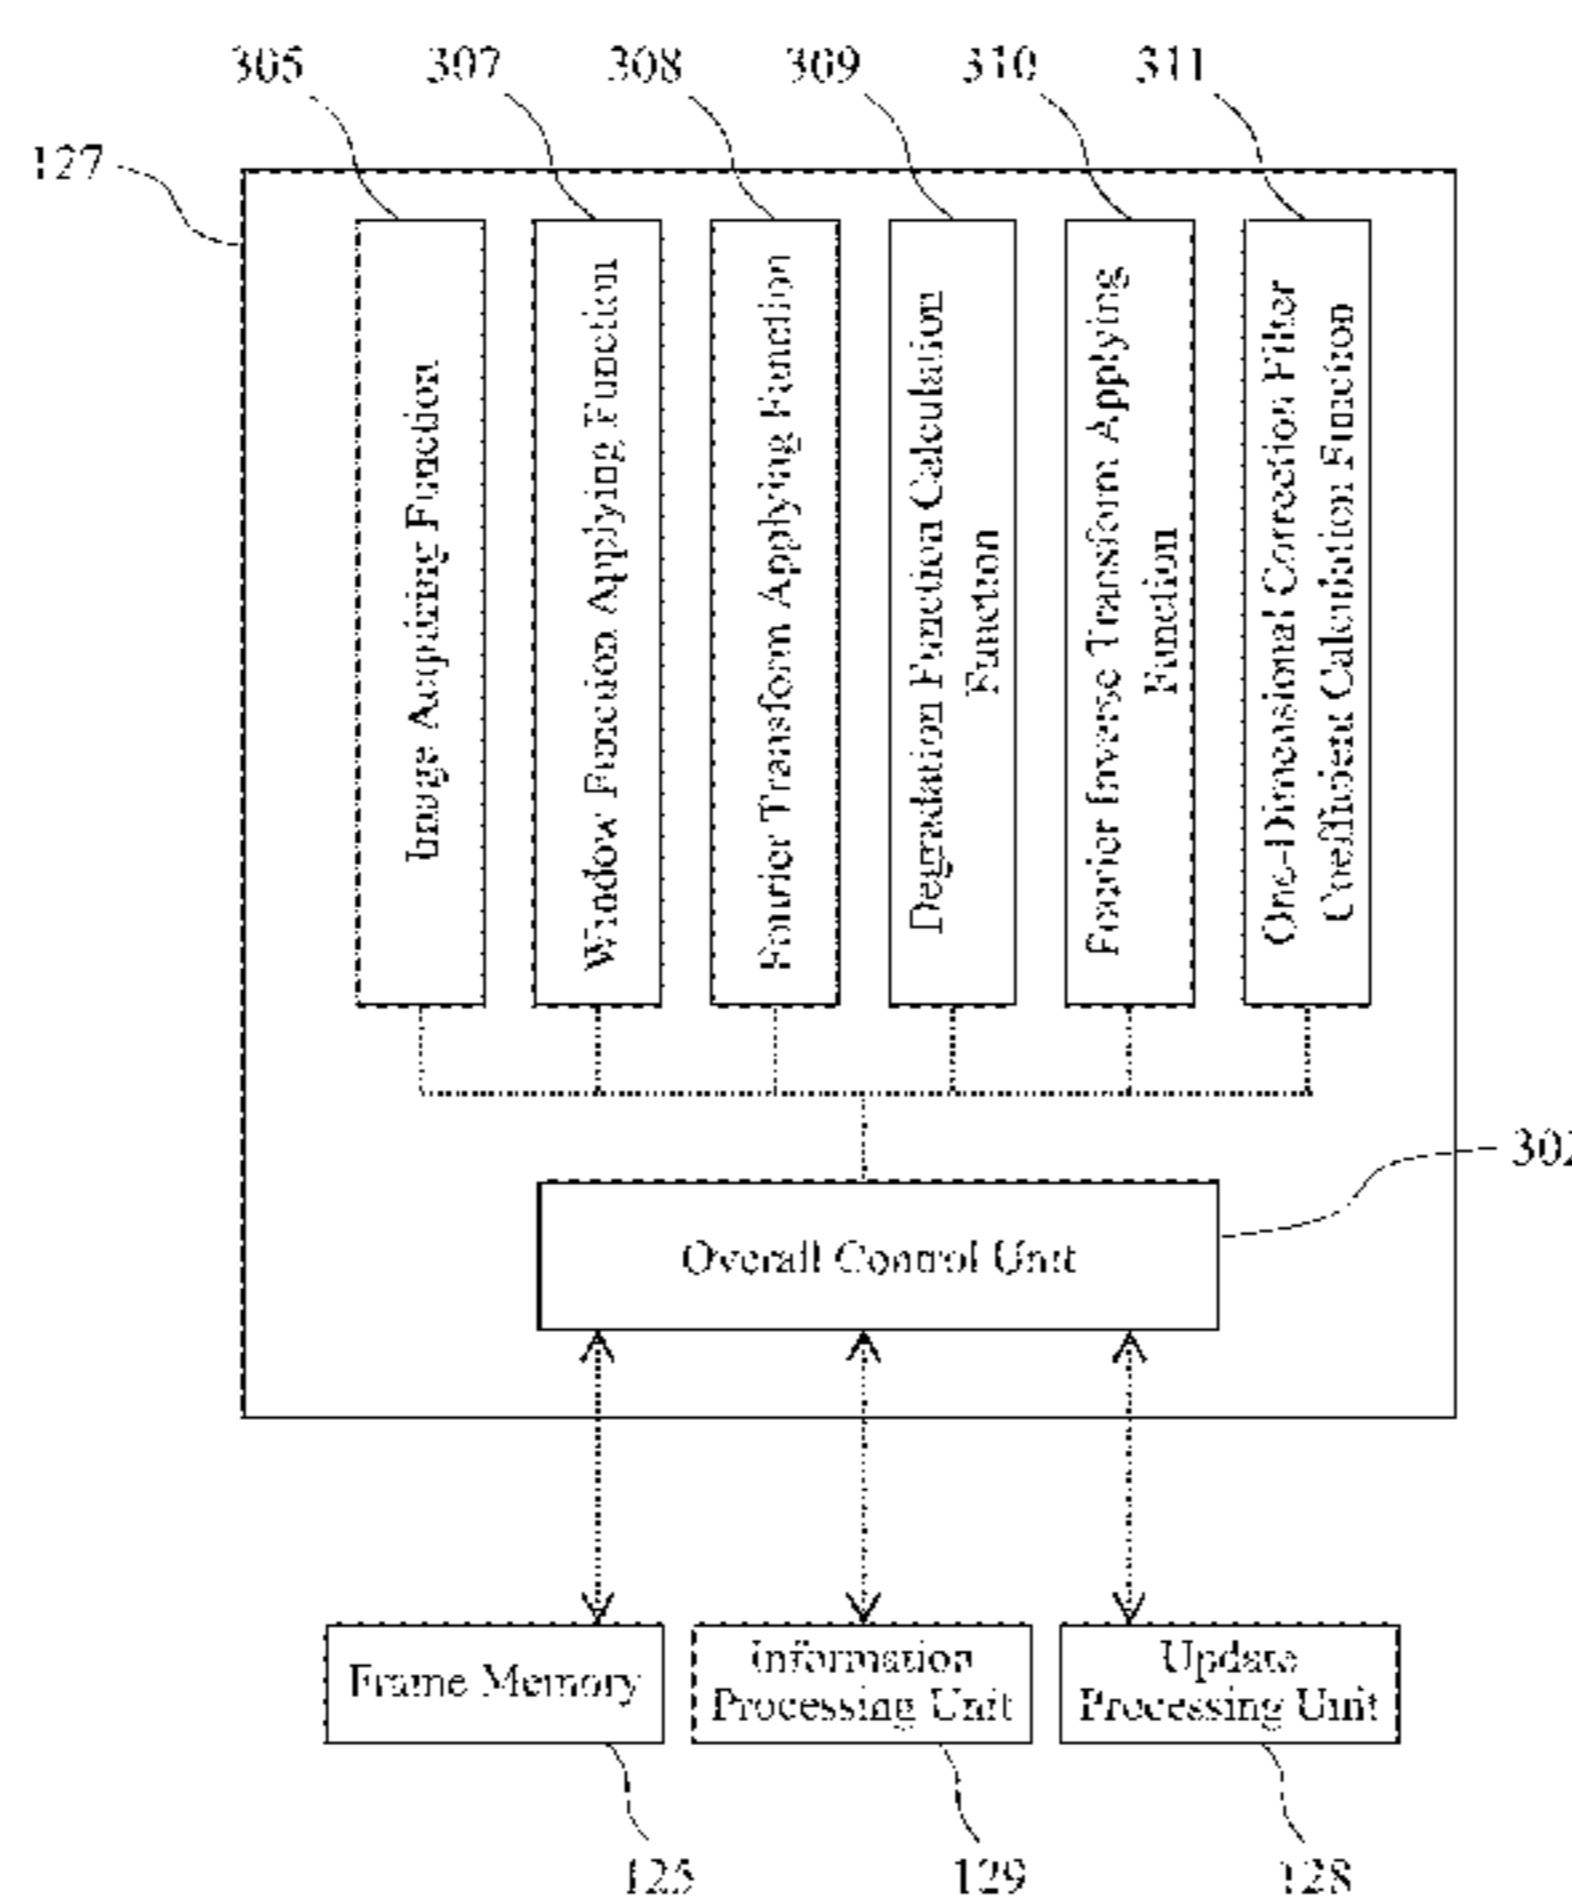 305 307 308 309 310 311
127
Image Acquiring Function
Window Function Applying Function
Fourier Transform Applying Function
Degradation Function Calculation
Function
Fourier Inverse Transform Applying
Function
One-Dimensional Correction Filter
Coefficient Calculation Function
302
Overall Control Unit
Frame Memory
Information
Processing Unit
Update
Processing Unit
125 129 128